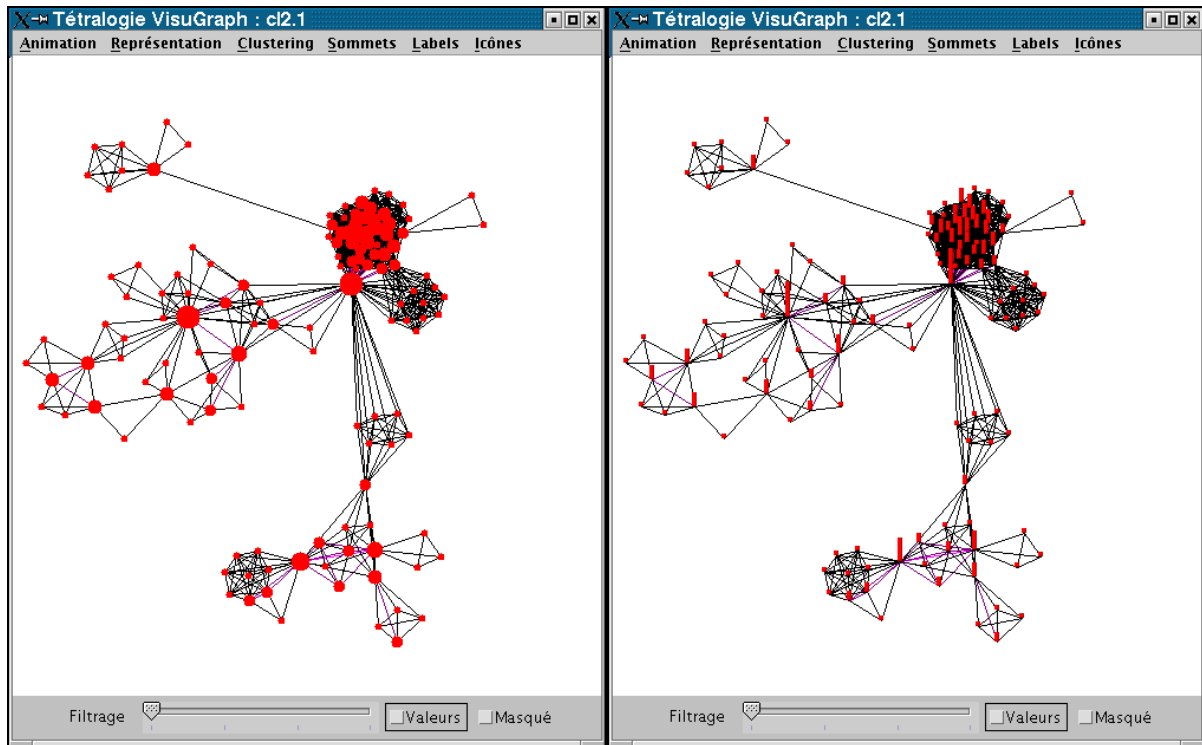 Tétralogie VisuGraph : cl2.1
Animation Représentation Clustering Sommets Labels Icônes
Filtrage Valeurs Masqué
Tétralogie VisuGraph : cl2.1
Animation Représentation Clustering Sommets Labels Icônes
Filtrage Valeurs Masqué